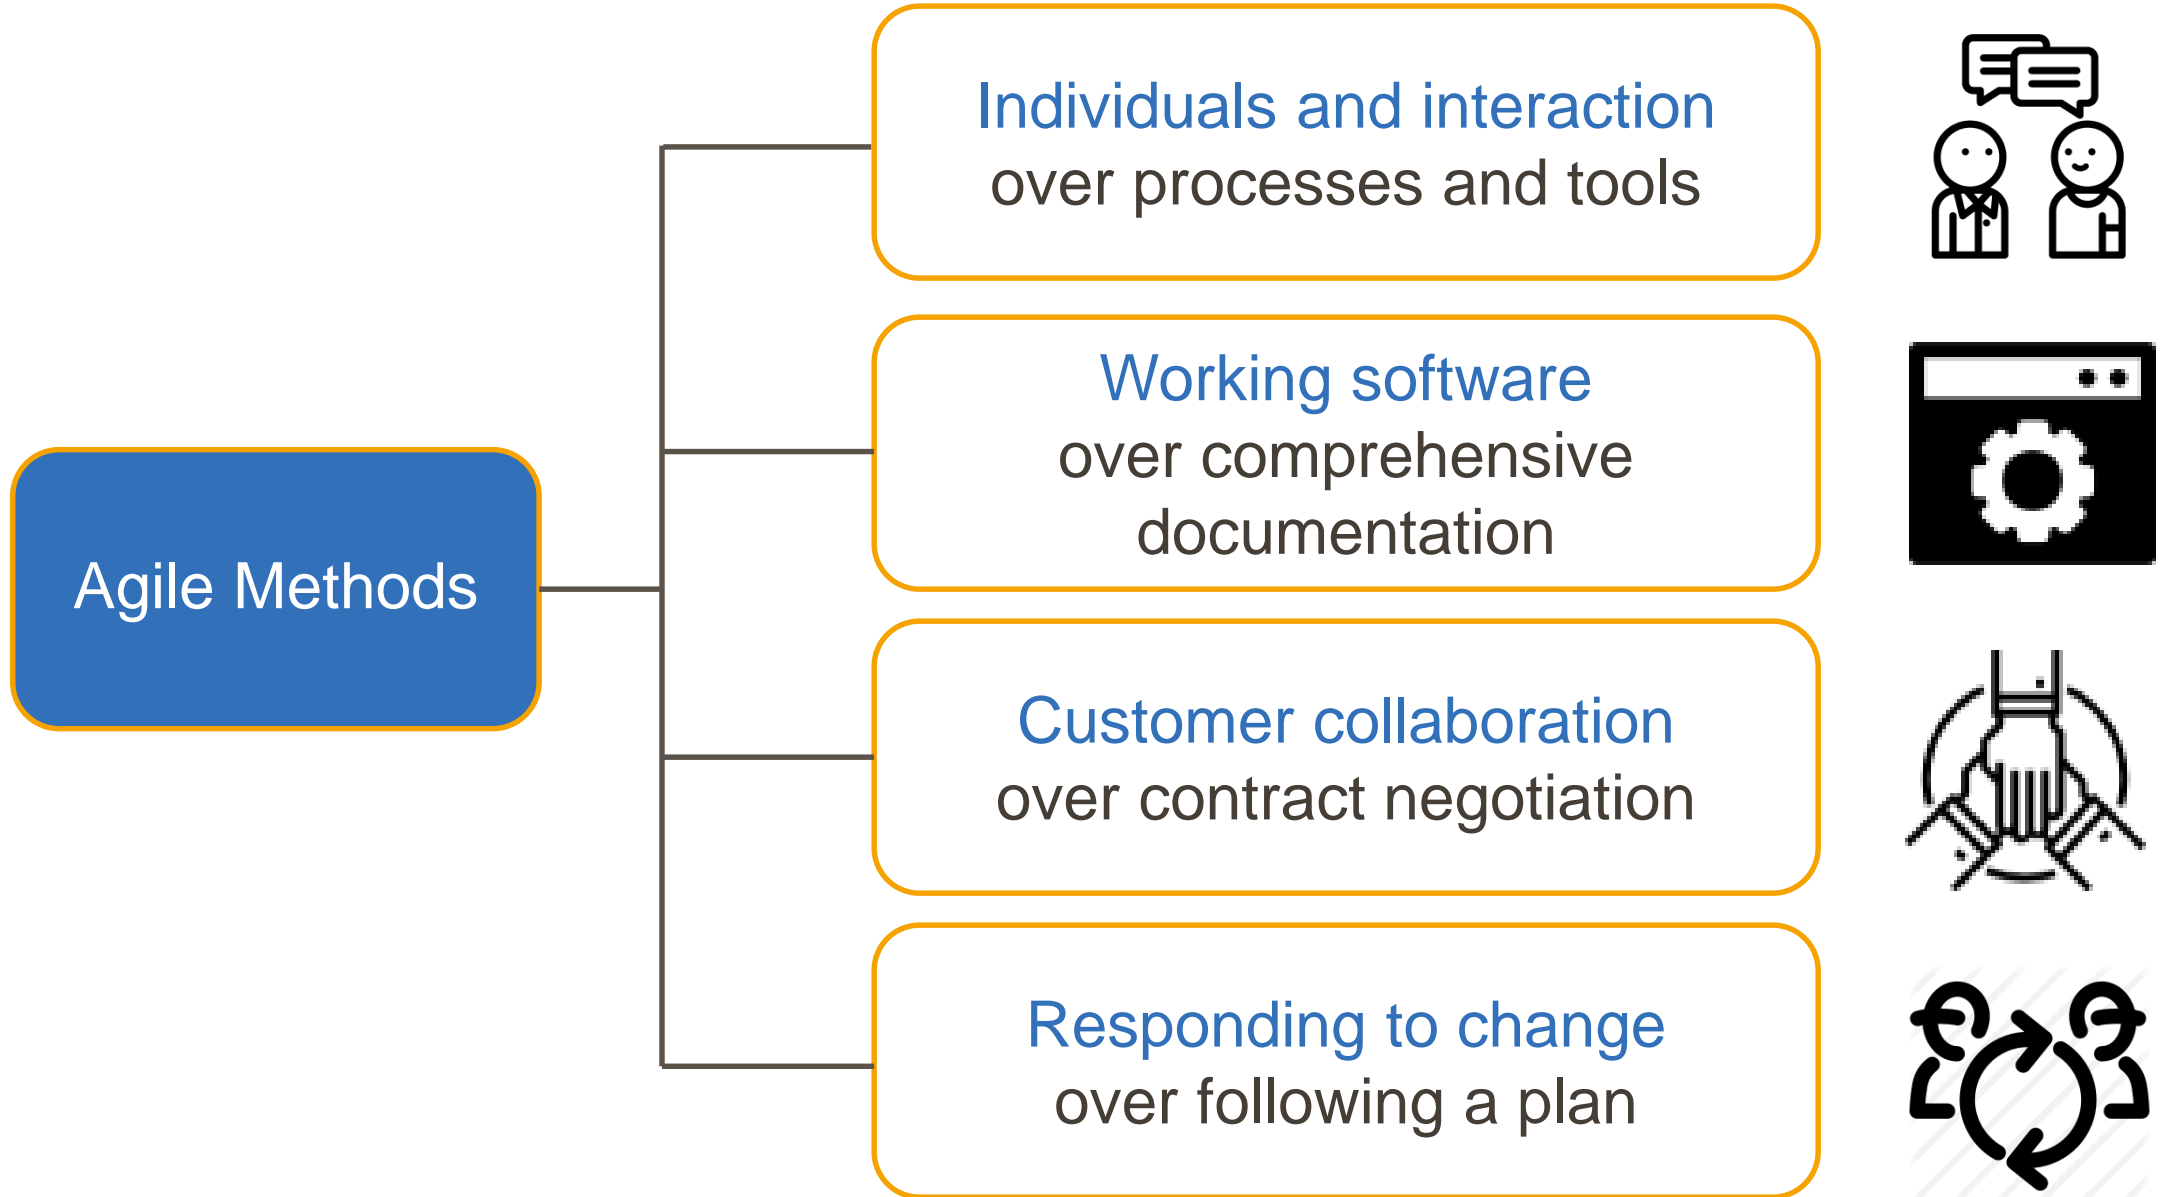 Individuals and interaction
over processes and tools
Working software
over comprehensive
documentation
Agile Methods
Customer collaboration
over contract negotiation
Responding to change
over following a plan